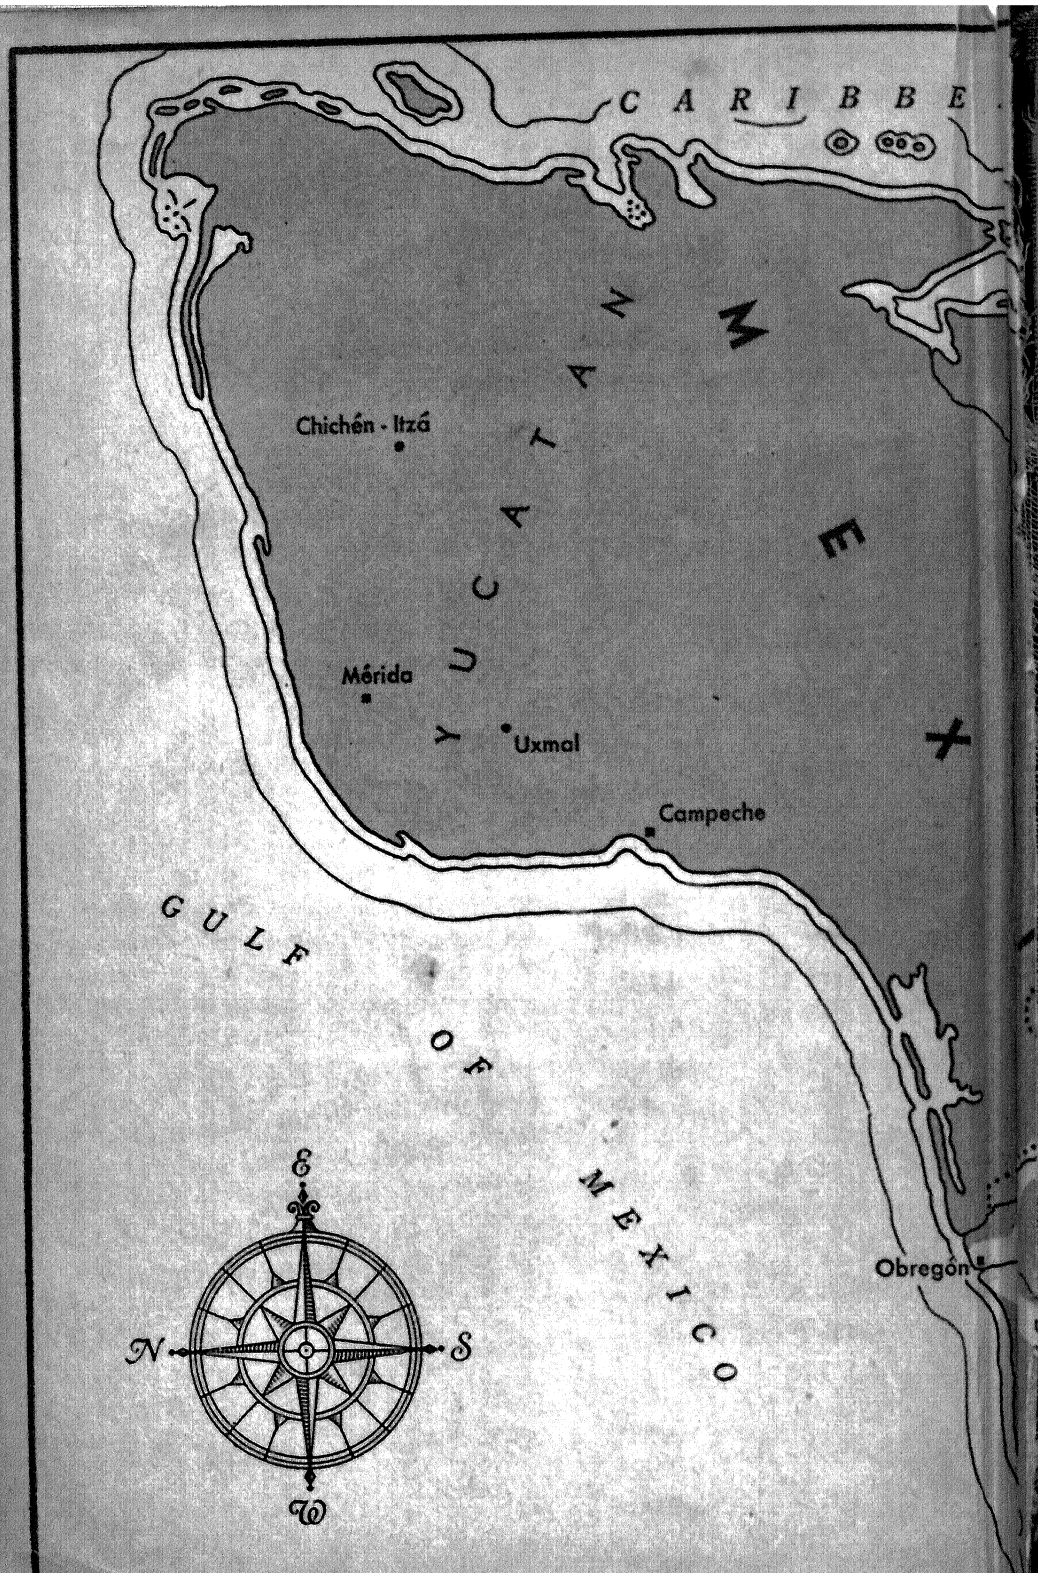 CARIBBE
YUCATAN
MEX
Chichén - Itzá
Mérida
Uxmal
Campeche
GULF OF MEXICO
Obregón
E
N
S
W